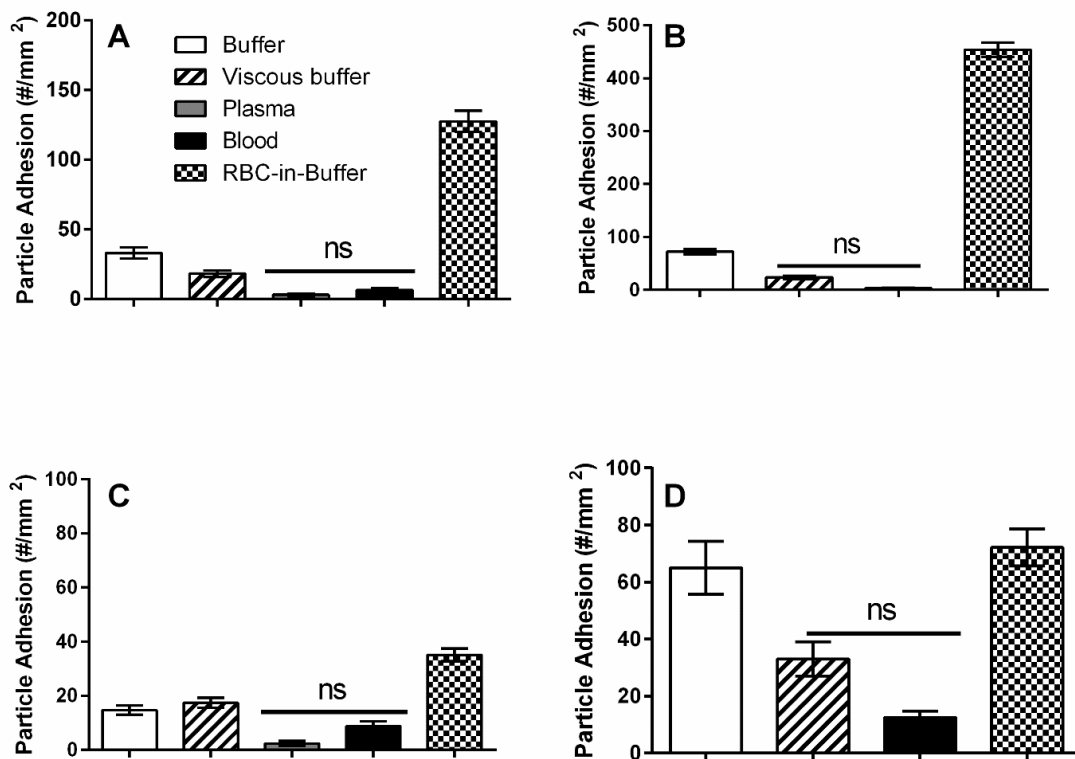 A
Particle Adhesion (#/mm 2)
200
150
100
50
0
Buffer
Viscous buffer
Plasma
Blood
RBC-in-Buffer
ns
B
Particle Adhesion (#/mm 2)
500
400
300
200
100
0
ns
C
Particle Adhesion (#/mm 2)
100
80
60
40
20
0
ns
D
Particle Adhesion (#/mm 2)
100
80
60
40
20
0
ns